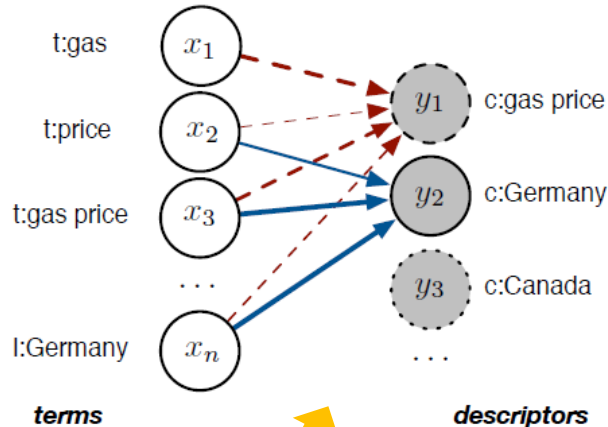 t:gas
x1
y1
c:gas price
t:price
x2
y2
c:Germany
t:gas price
x3
y3
c:Canada
...
...
l:Germany
xn
terms
descriptors